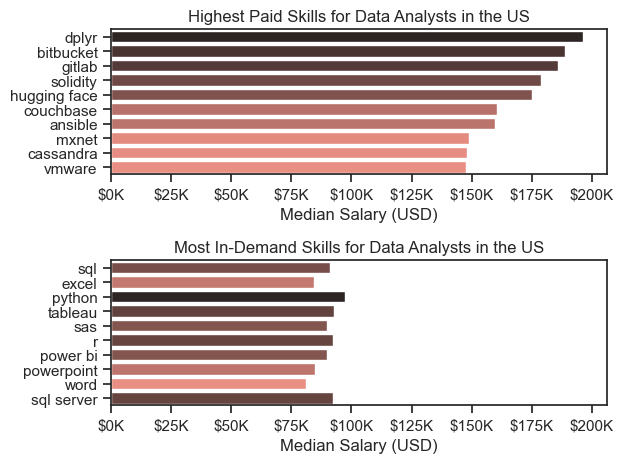 Highest Paid Skills for Data Analysts in the US
dplyr
bitbucket
gitlab
solidity
hugging face
couchbase
ansible
mxnet
cassandra
vmware
$0K $25K $50K $75K $100K $125K $150K $175K $200K
Median Salary (USD)
Most In-Demand Skills for Data Analysts in the US
sql
excel
python
tableau
sas
r
power bi
powerpoint
word
sql server
$0K $25K $50K $75K $100K $125K $150K $175K $200K
Median Salary (USD)